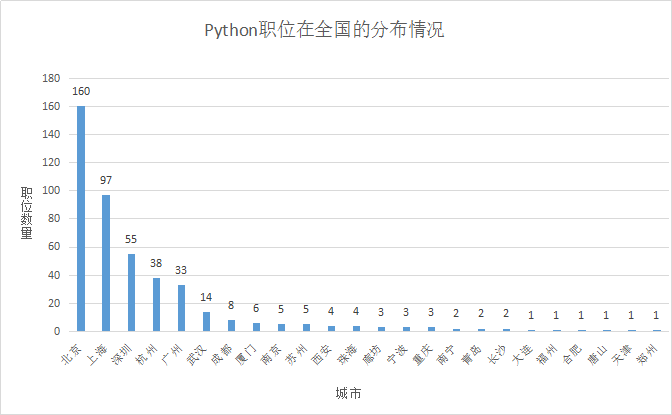 Python职位在全国的分布情况
180
160
140
120
100
80
60
40
20
0
职位数量
160
97
55
38
33
14
8
6
5
5
4
4
3
3
3
2
2
2
1
1
1
1
1
1
北京
上海
深圳
杭州
广州
武汉
成都
厦门
南京
苏州
西安
珠海
廊坊
宁波
重庆
南宁
青岛
长沙
大连
福州
合肥
唐山
天津
郑州
城市